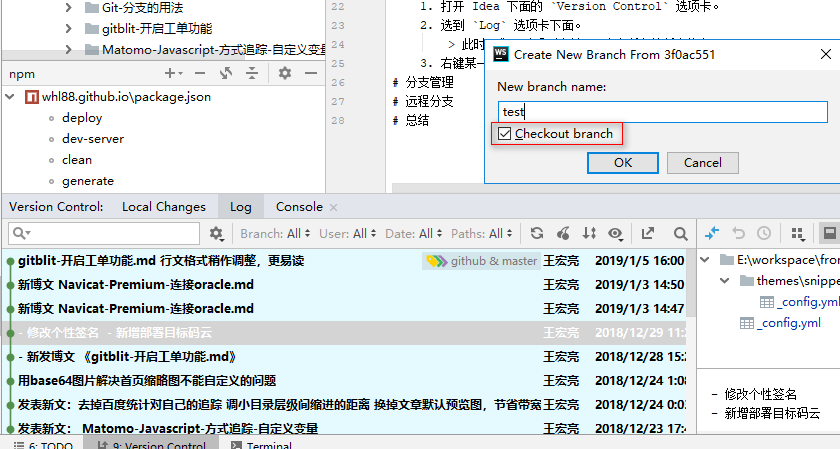 Git-分支的用法
gitblit-开启工单功能
Matomo-Javascript-方式追踪-自定义变量
npm
whl88.github.io\package.json
deploy
dev-server
clean
generate
22
23
24
25
26
27
28
1. 打开 Idea 下面的 `Version Control` 选项卡。
2. 选到 `Log` 选项卡下面。
> 此时
3. 右键某一
# 分支管理
# 远程分支
# 总结
WS
Create New Branch From 3f0ac551
New branch name:
test
Checkout branch
OK
Cancel
Version Control:
Local Changes
Log
Console
Branch: All
User: All
Date: All
Paths: All
gitblit-开启工单功能.md 行文格式稍作调整，更易读
github & master
王宏亮
2019/1/5 16:00
新博文 Navicat-Premium-连接oracle.md
王宏亮
2019/1/3 14:50
新博文 Navicat-Premium-连接oracle.md
王宏亮
2019/1/3 14:47
- 修改个性签名 - 新增部署目标码云
王宏亮
2018/12/29 11:
- 新发博文 《gitblit-开启工单功能.md》
王宏亮
2018/12/28 15:
用base64图片解决首页缩略图不能自定义的问题
王宏亮
2018/12/24 1:08
发表新文：去掉百度统计对自己的追踪 调小目录层级间缩进的距离 换掉文章默认预览图，节省带宽
王宏亮
2018/12/24 0:0
发表新文： Matomo-Javascript-方式追踪-自定义变量
王宏亮
2018/12/23 17:4
E:\workspace\fron
themes\snippe
_config.yml
_config.yml
- 修改个性签名
- 新增部署目标码云
6: TODO
9: Version Control
Terminal